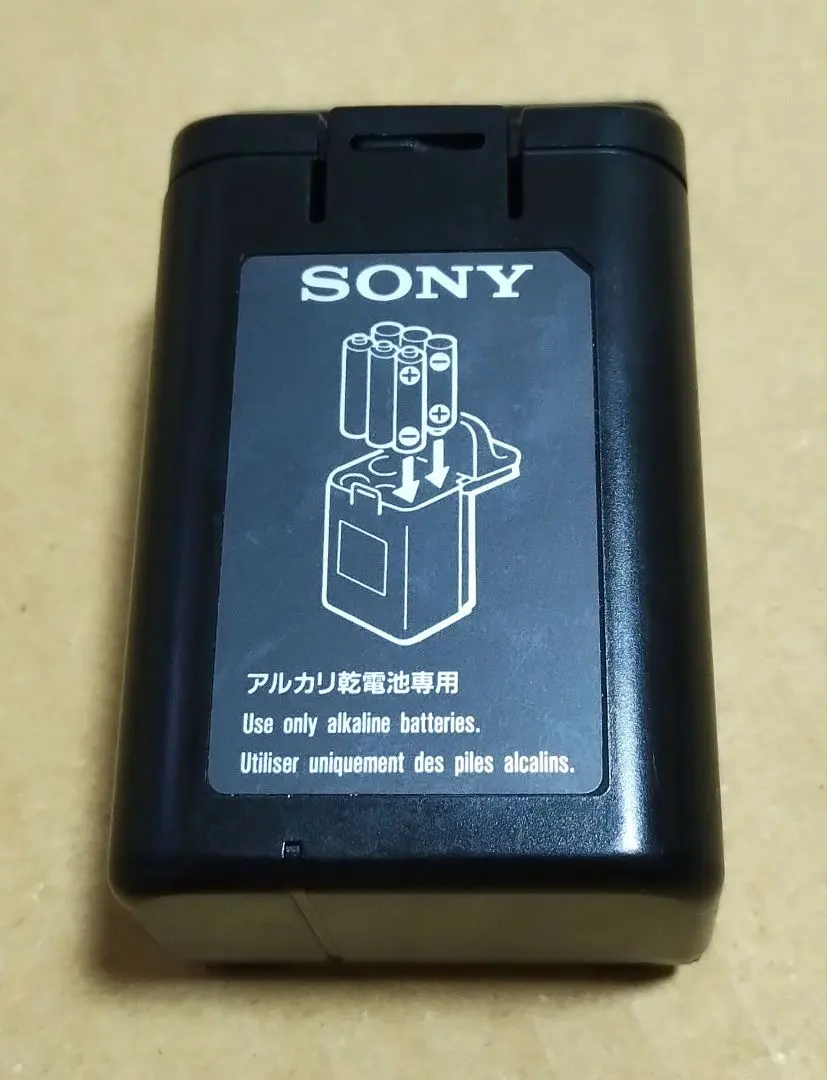 SONY
アルカリ乾電池専用
Use only alkaline batteries.
Utiliser uniquement des piles alcalins.